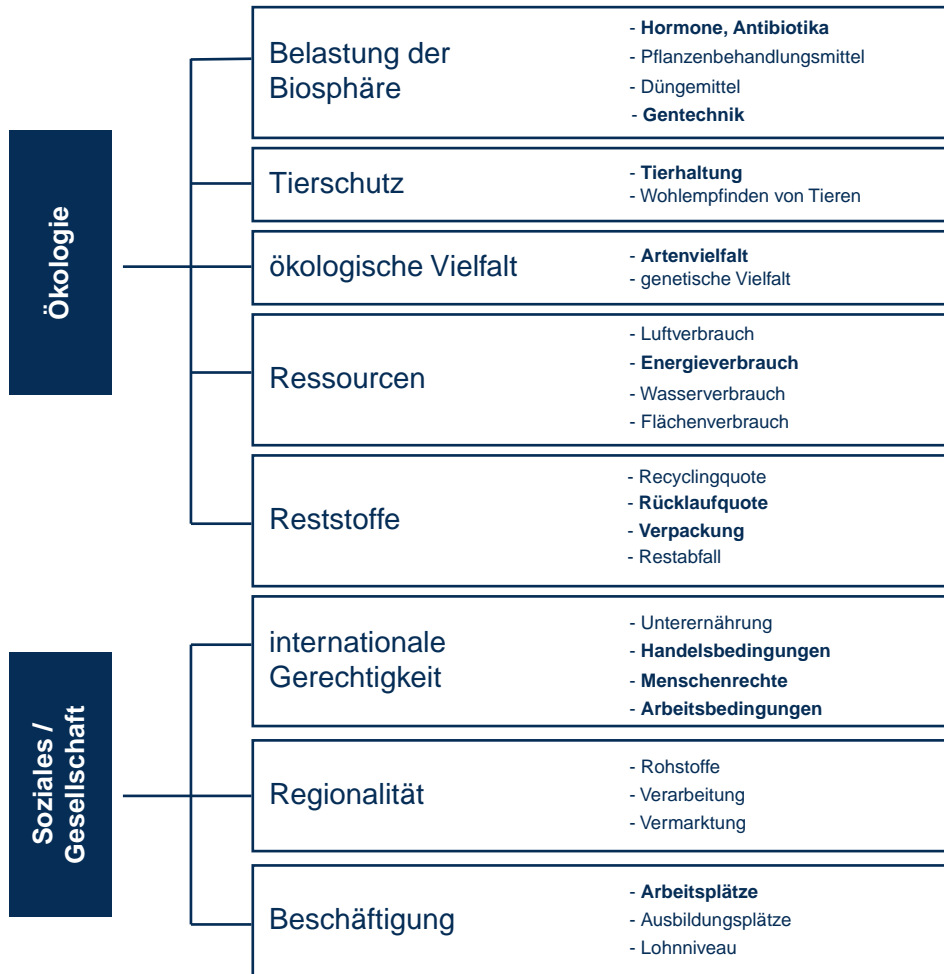 Ökologie
Belastung der
Biosphäre
- Hormone, Antibiotika
- Pflanzenbehandlungsmittel
- Düngemittel
- Gentechnik
Tierschutz
- Tierhaltung
- Wohlempfinden von Tieren
ökologische Vielfalt
- Artenvielfalt
- genetische Vielfalt
Ressourcen
- Luftverbrauch
- Energieverbrauch
- Wasserverbrauch
- Flächenverbrauch
Reststoffe
- Recyclingquote
- Rücklaufquote
- Verpackung
- Restabfall
Soziales /
Gesellschaft
internationale
Gerechtigkeit
- Unterernährung
- Handelsbedingungen
- Menschenrechte
- Arbeitsbedingungen
Regionalität
- Rohstoffe
- Verarbeitung
- Vermarktung
Beschäftigung
- Arbeitsplätze
- Ausbildungsplätze
- Lohnniveau